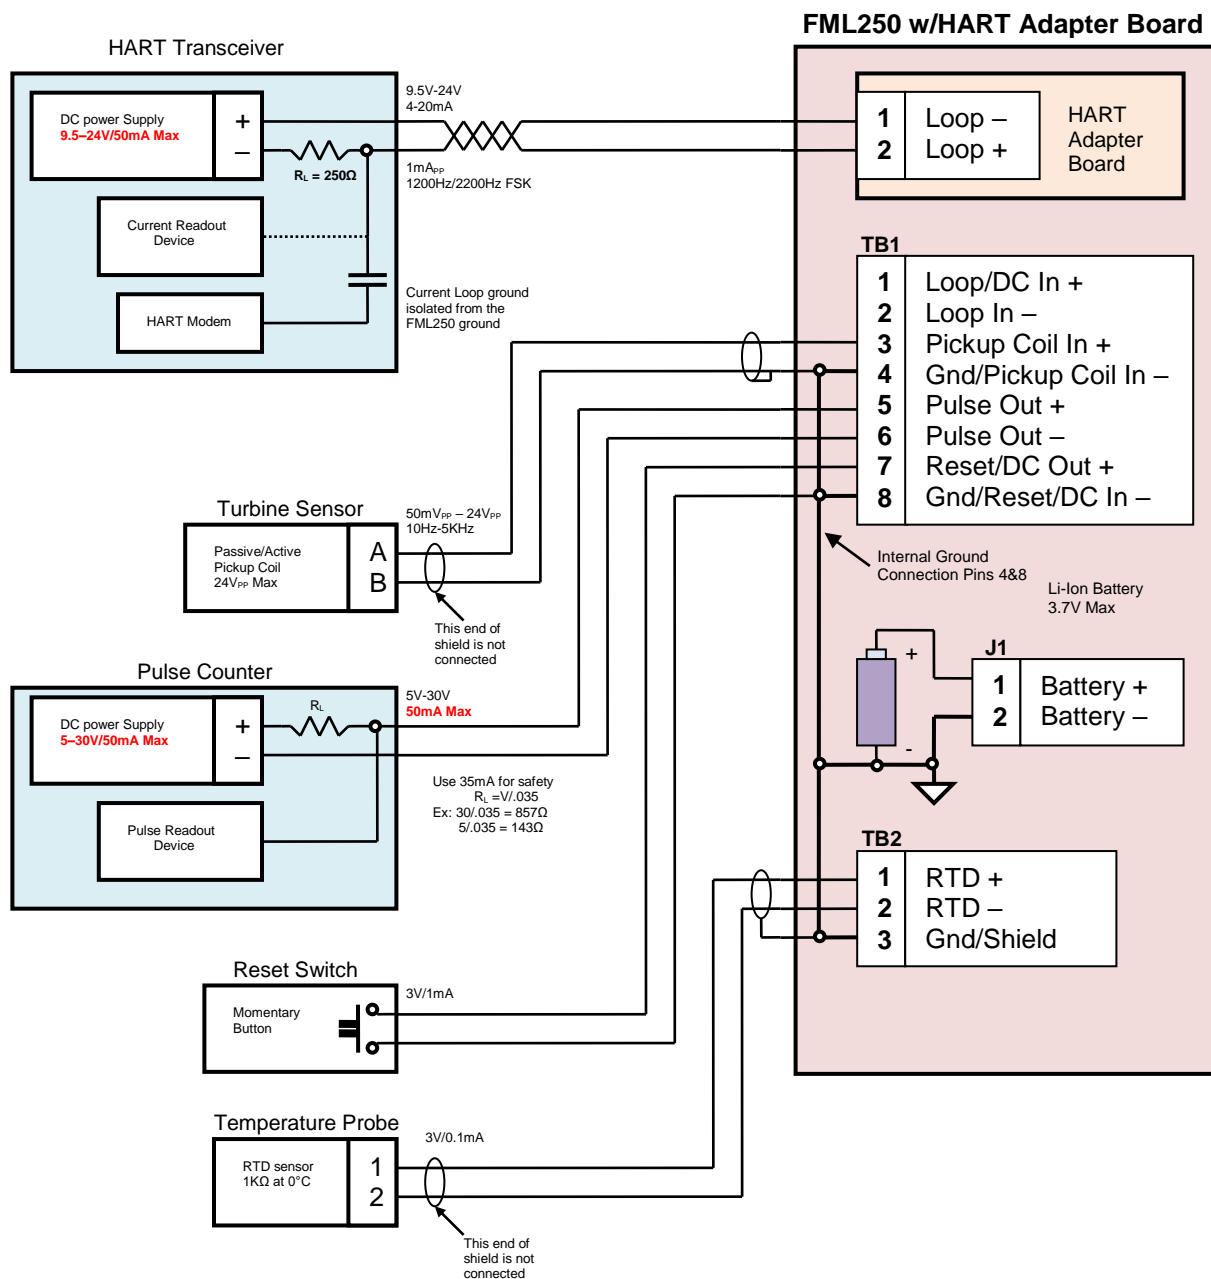 FML250 w/HART Adapter Board
HART Transceiver
DC power Supply
9.5–24V/50mA Max
+
–
R_L = 250Ω
Current Readout
Device
HART Modem
9.5V-24V
4-20mA
1mA_PP
1200Hz/2200Hz FSK
Current Loop ground
isolated from the
FML250 ground
1 Loop –
2 Loop +
HART
Adapter
Board
TB1
1 Loop/DC In +
2 Loop In –
3 Pickup Coil In +
4 Gnd/Pickup Coil In –
5 Pulse Out +
6 Pulse Out –
7 Reset/DC Out +
8 Gnd/Reset/DC In –
Turbine Sensor
Passive/Active
Pickup Coil
24V_PP Max
A
B
50mV_PP – 24V_PP
10Hz-5KHz
This end of
shield is not
connected
Internal Ground
Connection Pins 4&8
Li-Ion Battery
3.7V Max
+
-
J1
1 Battery +
2 Battery –
Pulse Counter
DC power Supply
5–30V/50mA Max
+
–
R_L
Pulse Readout
Device
5V-30V
50mA Max
Use 35mA for safety
R_L =V/.035
Ex: 30/.035 = 857Ω
5/.035 = 143Ω
TB2
1 RTD +
2 RTD –
3 Gnd/Shield
Reset Switch
Momentary
Button
3V/1mA
Temperature Probe
RTD sensor
1KΩ at 0°C
1
2
3V/0.1mA
This end of
shield is not
connected